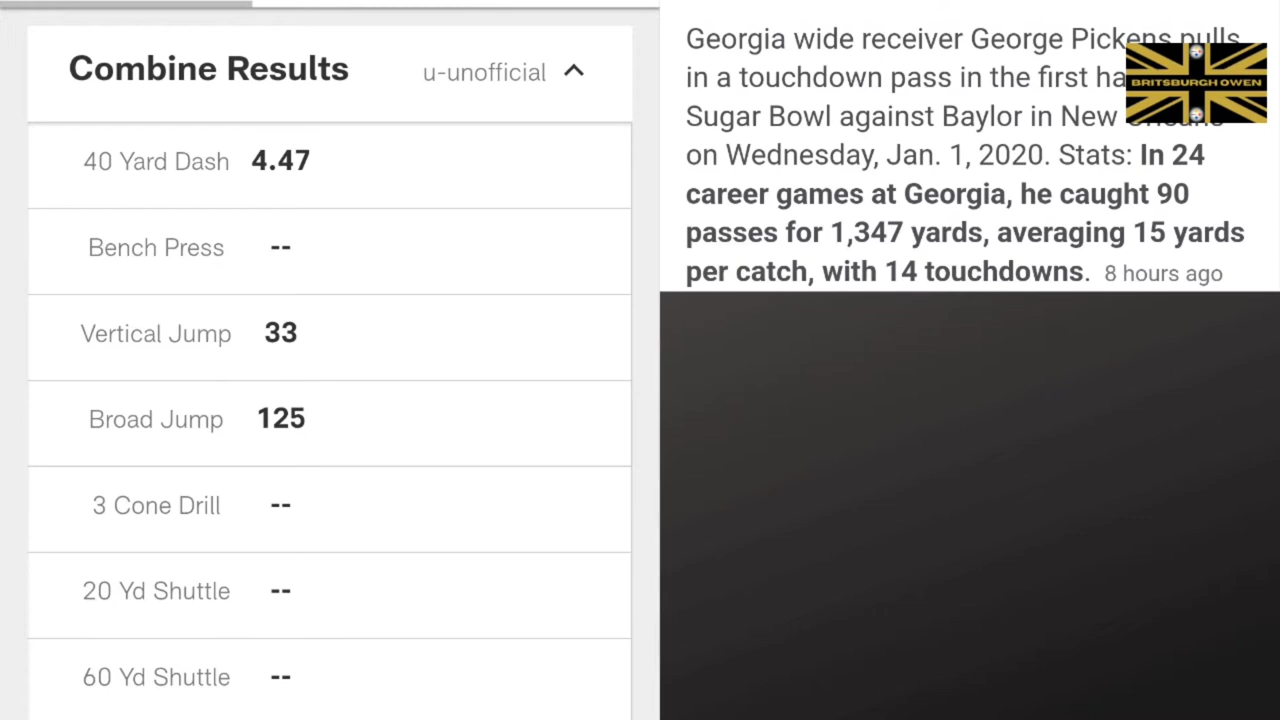 Combine Results u-unofficial
40 Yard Dash 4.47
Bench Press --
Vertical Jump 33
Broad Jump 125
3 Cone Drill --
20 Yd Shuttle --
60 Yd Shuttle --
Georgia wide receiver George Pickens pulls
in a touchdown pass in the first
Sugar Bowl against Baylor in New
on Wednesday, Jan. 1, 2020. Stats: In 24
career games at Georgia, he caught 90
passes for 1,347 yards, averaging 15 yards
per catch, with 14 touchdowns. 8 hours ago
BRITSBURGH OWEN